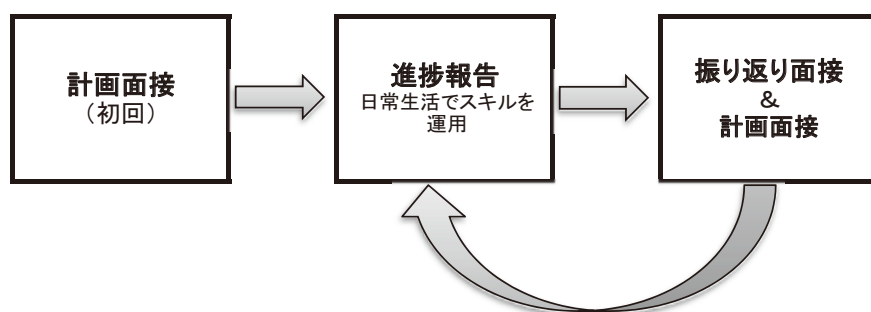 計画面接
（初回）
進捗報告
日常生活でスキルを
運用
振り返り面接
&
計画面接